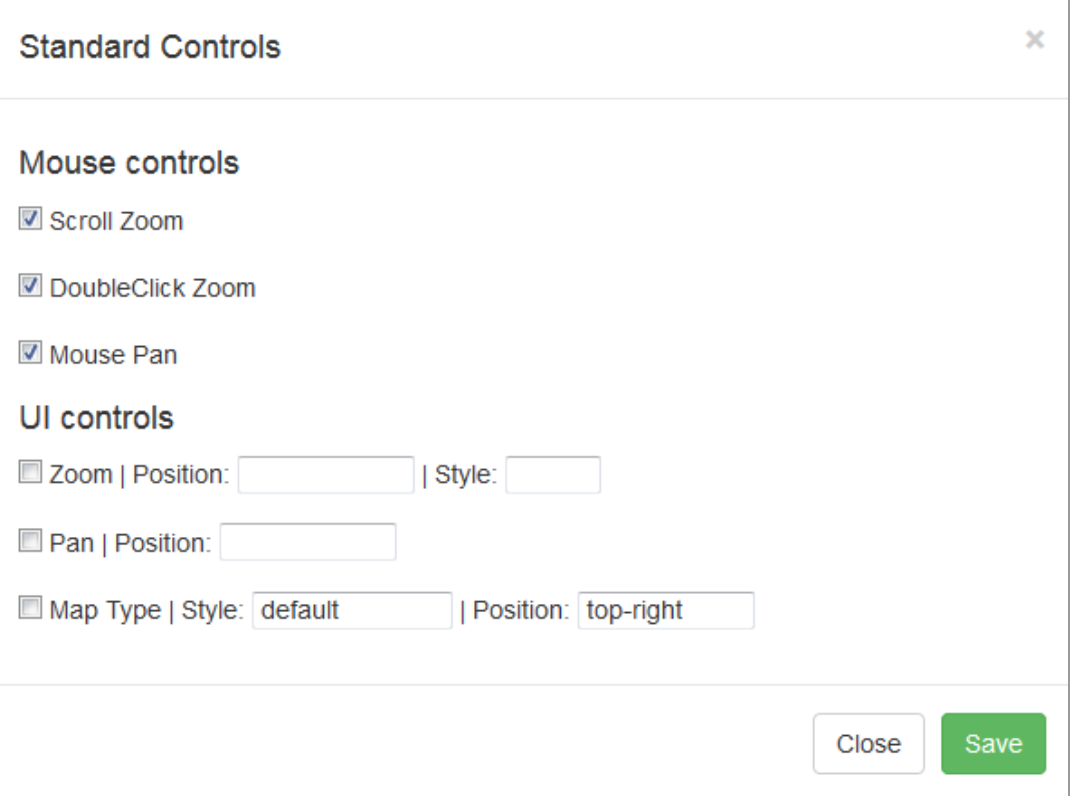 Standard Controls
×
Mouse controls
Scroll Zoom
DoubleClick Zoom
Mouse Pan
UI controls
Zoom | Position: | Style:
Pan | Position:
Map Type | Style: default | Position: top-right
Close Save